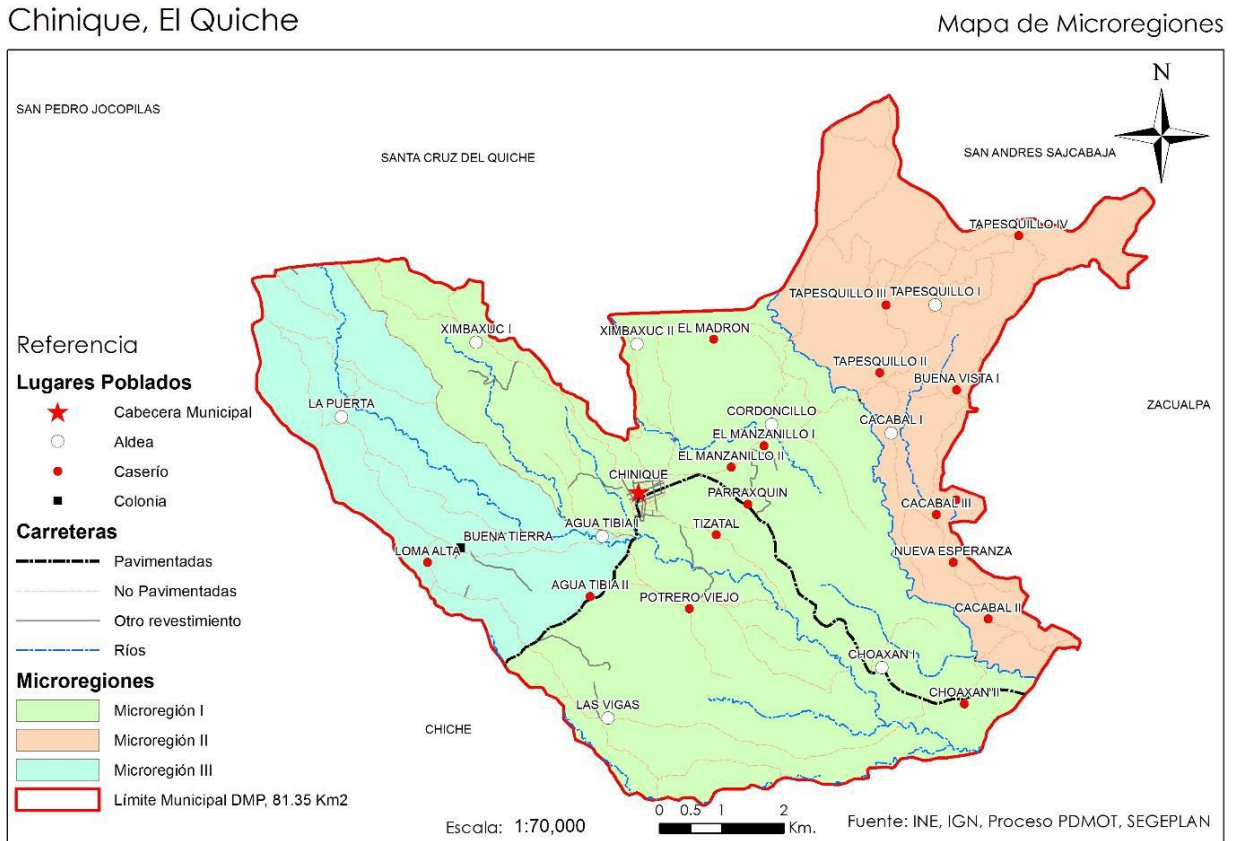 Chinique, El Quiche
Mapa de Microregiones
SAN PEDRO JOCOPILAS
SANTA CRUZ DEL QUICHE
N
SAN ANDRES SAJCABAJA
TAPESQUILLO IV
TAPESQUILLO III
TAPESQUILLO I
XIMBAXUC I
XIMBAXUC II
EL MADRON
TAPESQUILLO II
BUENA VISTA I
ZACUALPA
LA PUERTA
CORDONCILLO
CACABAL I
EL MANZANILLO I
EL MANZANILLO II
CHINIQUE
PARRAXQUIN
CACABAL III
AGUA TIBIA I
TIZATAL
BUENA TIERRA
LOMA ALTA
NUEVA ESPERANZA
AGUA TIBIA II
POTRERO VIEJO
CACABAL II
CHOAXAN I
CHOAXAN II
LAS VIGAS
CHICHE
Referencia
Lugares Poblados
Cabecera Municipal
Aldea
Caserío
Colonia
Carreteras
Pavimentadas
No Pavimentadas
Otro revestimiento
Ríos
Microregiones
Microregión I
Microregión II
Microregión III
Límite Municipal DMP, 81.35 Km2
Escala: 1:70,000
0 0.5 1 2
Km.
Fuente: INE, IGN, Proceso PDMOT, SEGEPLAN